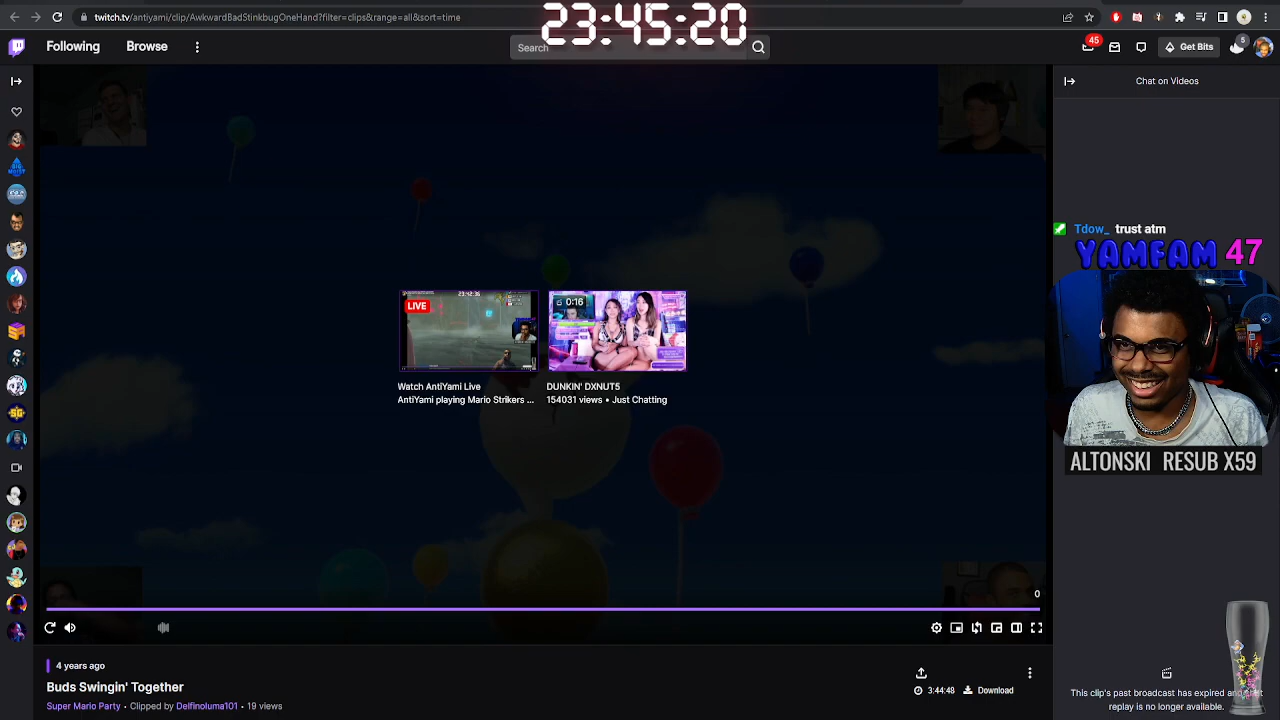 twitch.tv/antiyami/clip/AwkwardBadStinkbugOneHand?filter=clips&range=all&sort=time
23:45:20
Following
Browse
Search
45
Get Bits
5
Chat on Videos
Tdow_ trust atm
YAMFAM 47
LIVE
23:42:36
0:16
Watch AntiYami Live
AntiYami playing Mario Strikers ...
DUNKIN' DXNUT5
154031 views • Just Chatting
ALTONSKI RESUB X59
0
4 years ago
Buds Swingin' Together
Super Mario Party • Clipped by Delfinoluma101 • 19 views
3:44:48
Download
This clip's past broadcast has expired and
replay is no longer available.